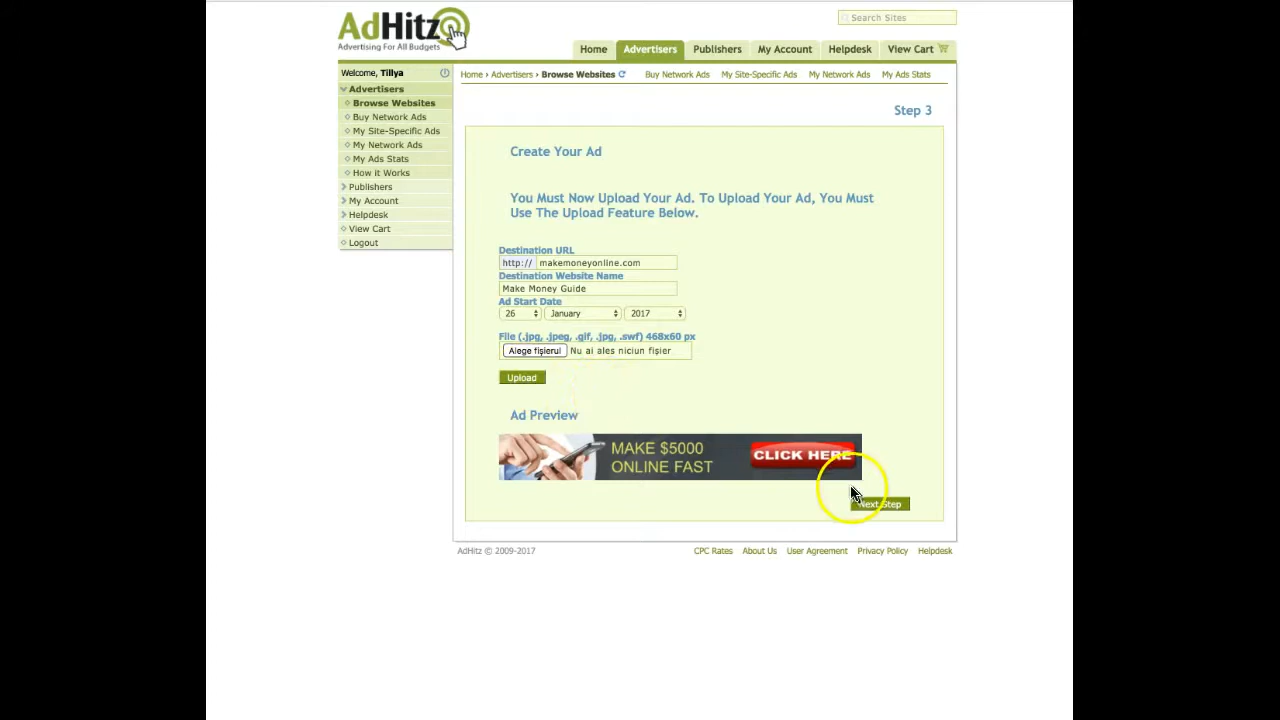 AdHitz
Advertising For All Budgets
Search Sites
Home Advertisers Publishers My Account Helpdesk View Cart
Welcome, Tillya
Home › Advertisers › Browse Websites Buy Network Ads My Site-Specific Ads My Network Ads My Ads Stats
Advertisers
Browse Websites
Buy Network Ads
My Site-Specific Ads
My Network Ads
My Ads Stats
How it Works
Publishers
My Account
Helpdesk
View Cart
Logout
Step 3
Create Your Ad
You Must Now Upload Your Ad. To Upload Your Ad, You Must
Use The Upload Feature Below.
Destination URL
http:// makemoneyonline.com
Destination Website Name
Make Money Guide
Ad Start Date
26 January 2017
File (.jpg, .jpeg, .gif, .jpg, .swf) 468x60 px
Alege fișierul Nu ai ales niciun fișier
Upload
Ad Preview
MAKE $5000
ONLINE FAST
CLICK HERE
Next Step
AdHitz © 2009-2017 CPC Rates About Us User Agreement Privacy Policy Helpdesk